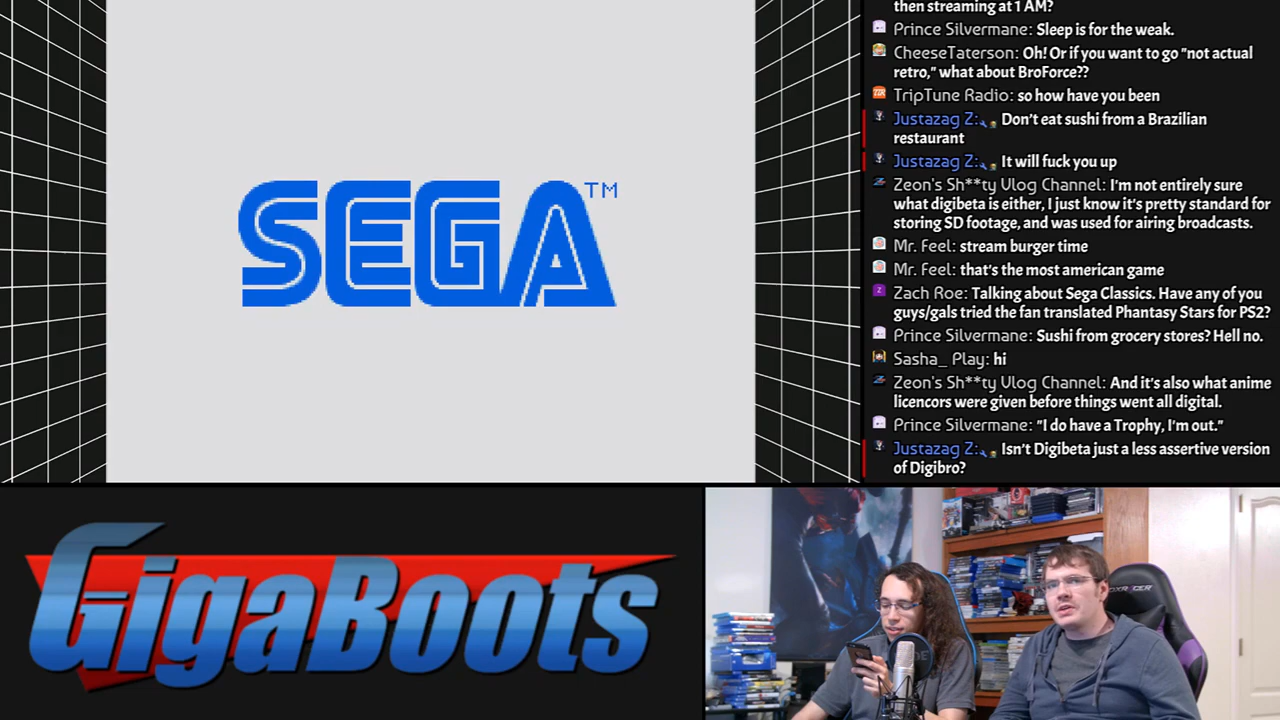 SEGA™
then streaming at 1 AM?
Prince Silvermane: Sleep is for the weak.
CheeseTaterson: Oh! Or if you want to go "not actual
retro," what about BroForce??
TripTune Radio: so how have you been
Justazag Z: Don't eat sushi from a Brazilian
restaurant
Justazag Z: It will fuck you up
Zeon's Sh**ty Vlog Channel: I'm not entirely sure
what digibeta is either, I just know it's pretty standard for
storing SD footage, and was used for airing broadcasts.
Mr. Feel: stream burger time
Mr. Feel: that's the most american game
Zach Roe: Talking about Sega Classics. Have any of you
guys/gals tried the fan translated Phantasy Stars for PS2?
Prince Silvermane: Sushi from grocery stores? Hell no.
Sasha_ Play: hi
Zeon's Sh**ty Vlog Channel: And it's also what anime
licencors were given before things went all digital.
Prince Silvermane: "I do have a Trophy, I'm out."
Justazag Z: Isn't Digibeta just a less assertive version
of Digibro?
GigaBoots